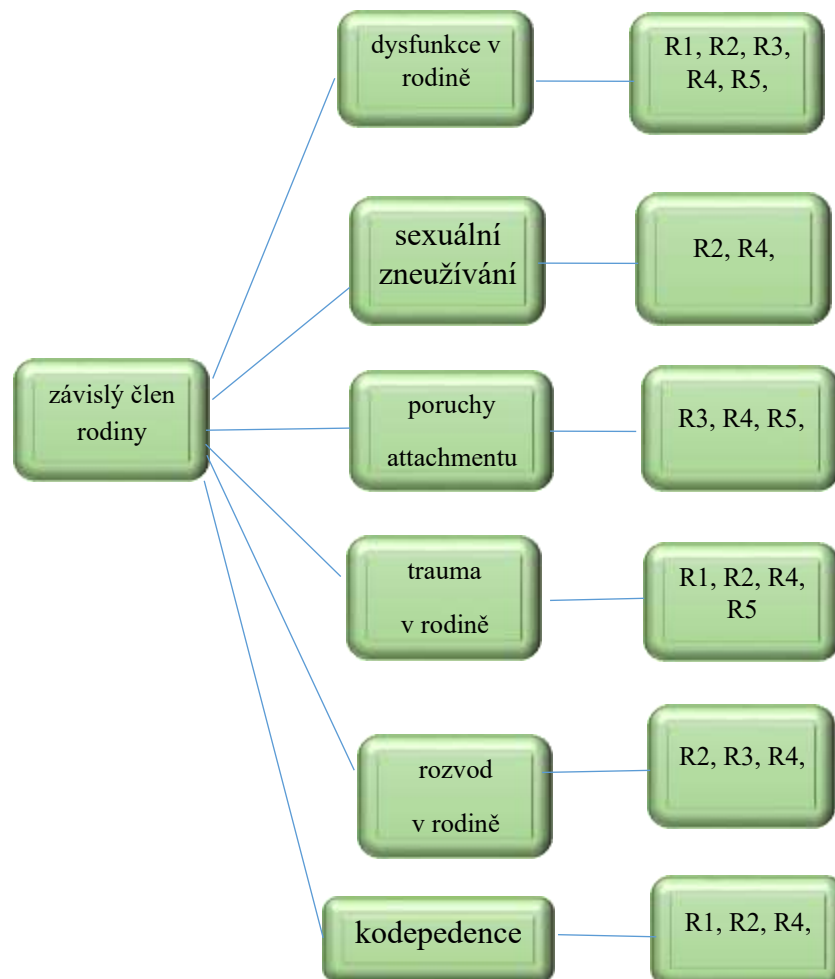 dysfunkce v
rodině
R1, R2, R3,
R4, R5,
sexuální
zneužívání
R2, R4,
závislý člen
rodiny
poruchy
attachmentu
R3, R4, R5,
trauma
v rodině
R1, R2, R4,
R5
rozvod
v rodině
R2, R3, R4,
kodepedence
R1, R2, R4,